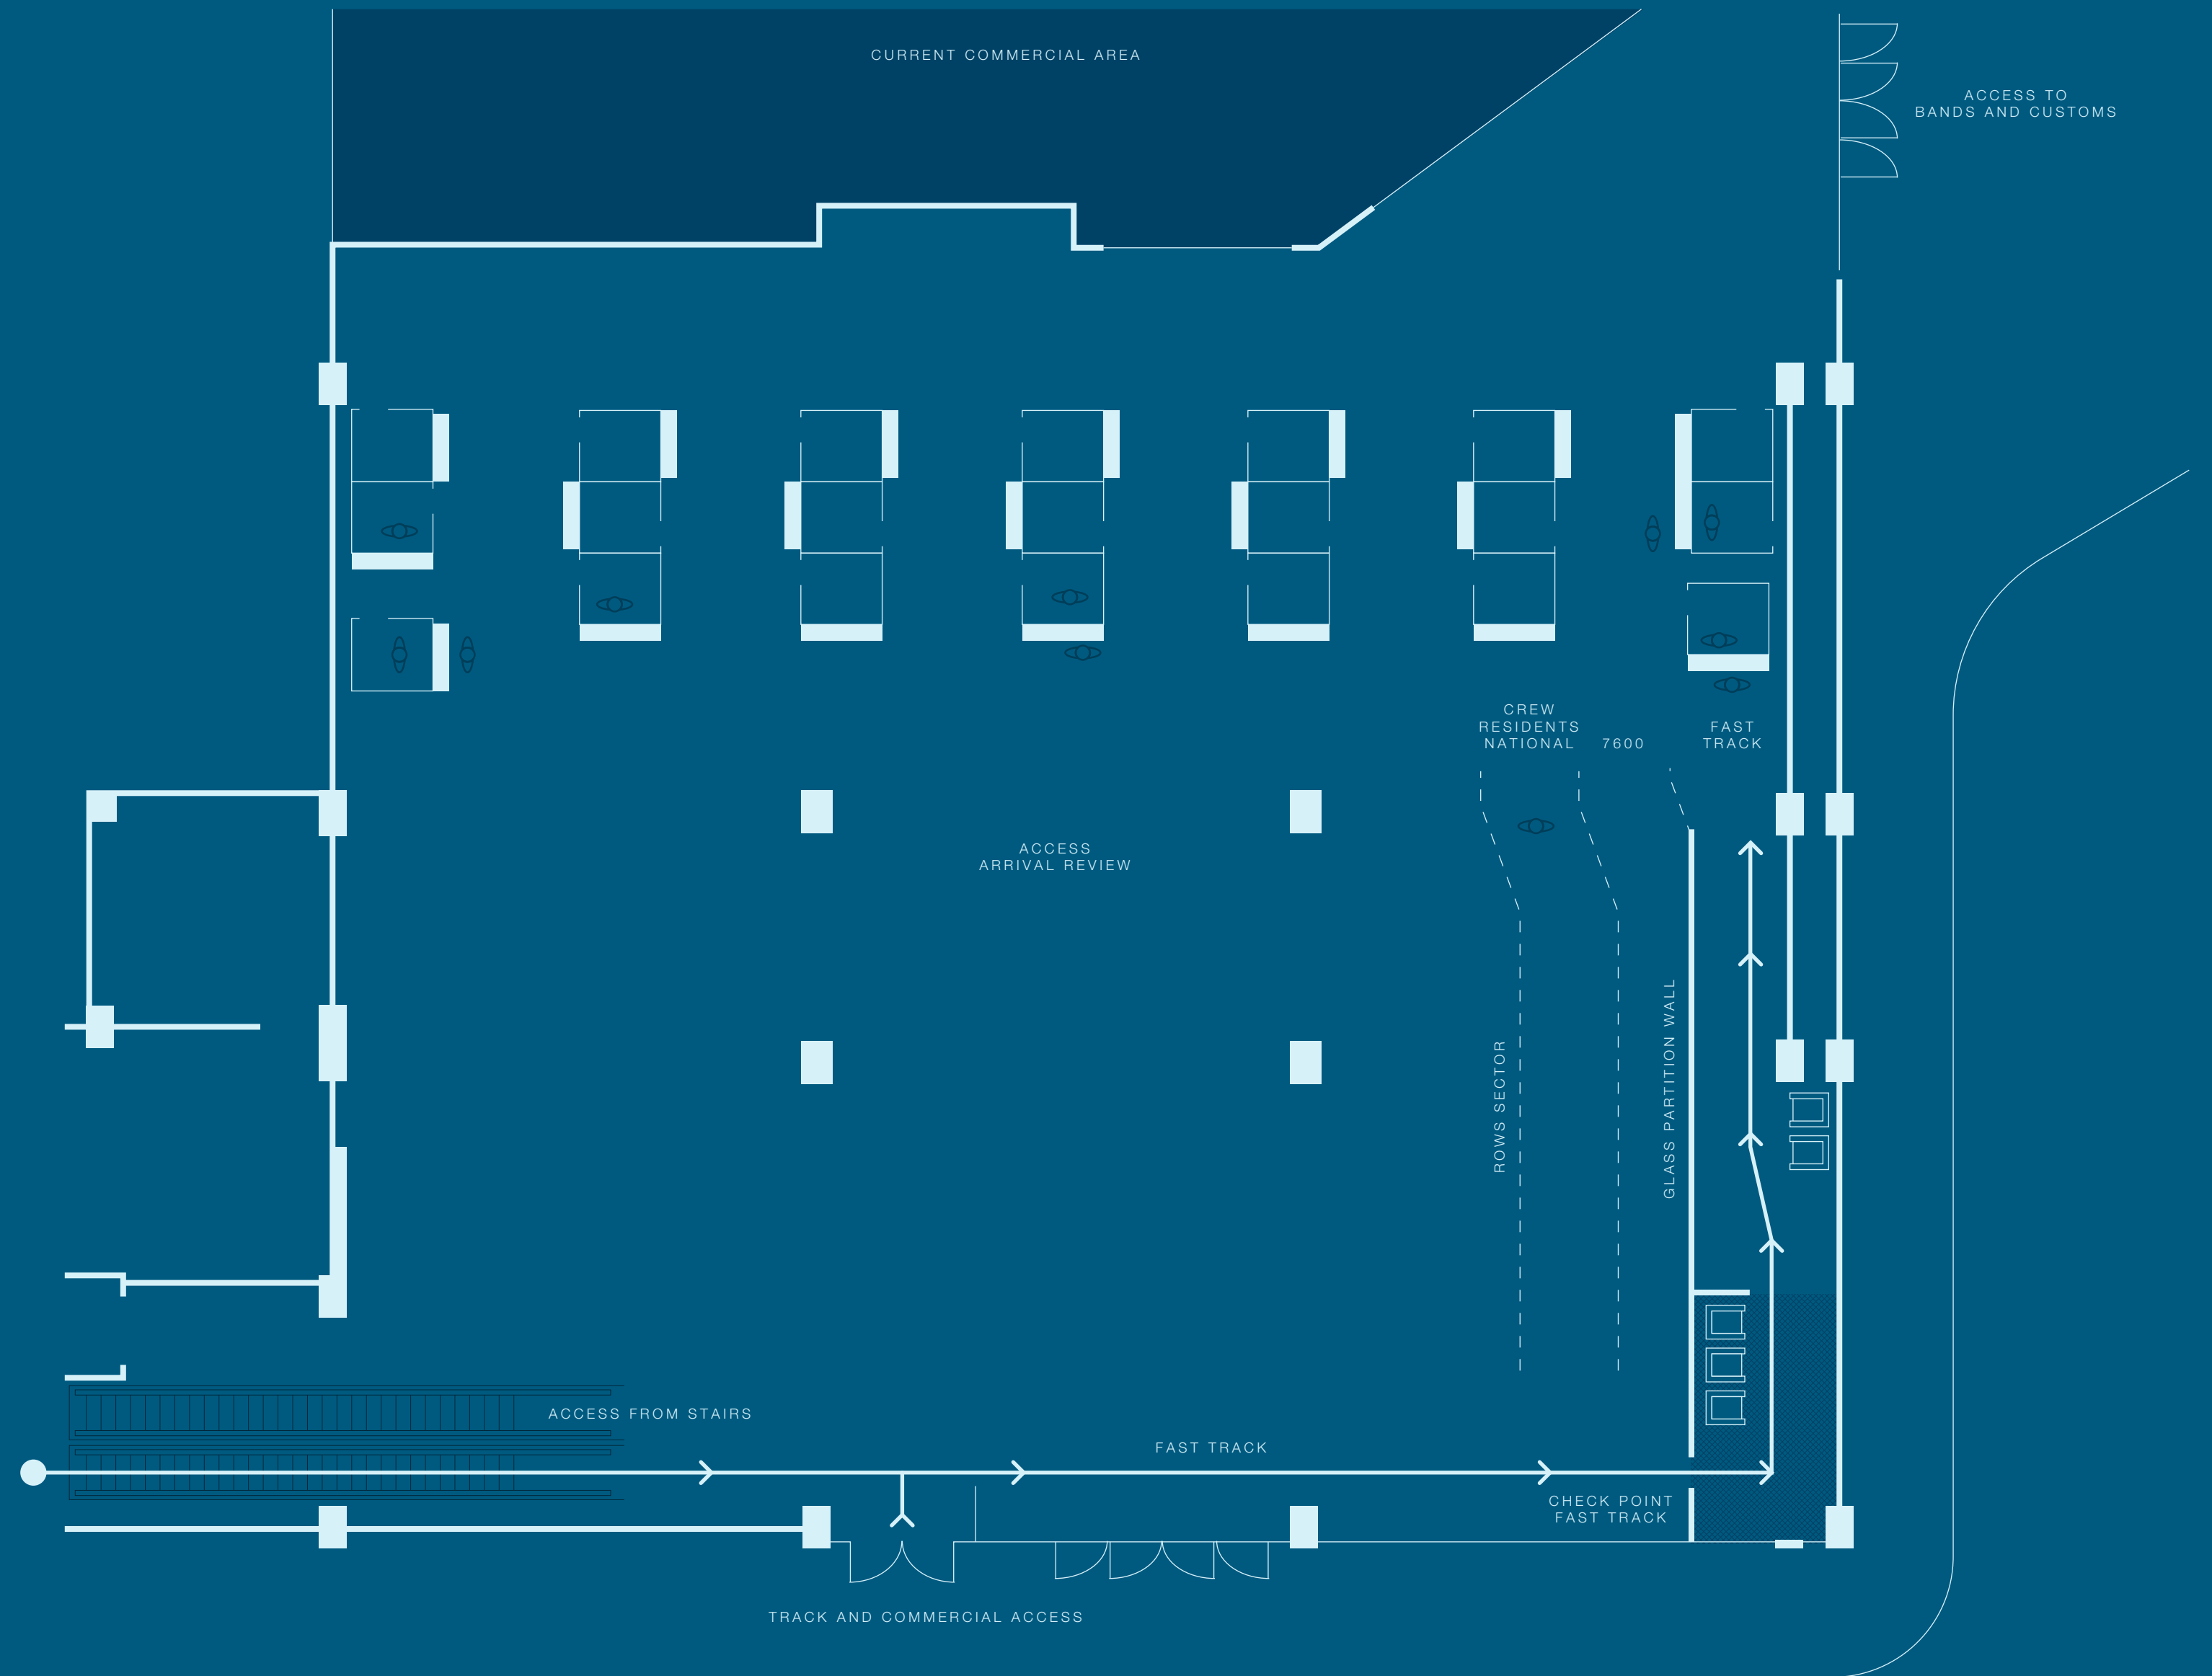 CURRENT COMMERCIAL AREA
ACCESS TO
BANDS AND CUSTOMS
CREW
RESIDENTS
NATIONAL
7600
FAST
TRACK
ACCESS
ARRIVAL REVIEW
ROWS SECTOR
GLASS PARTITION WALL
ACCESS FROM STAIRS
FAST TRACK
CHECK POINT
FAST TRACK
TRACK AND COMMERCIAL ACCESS